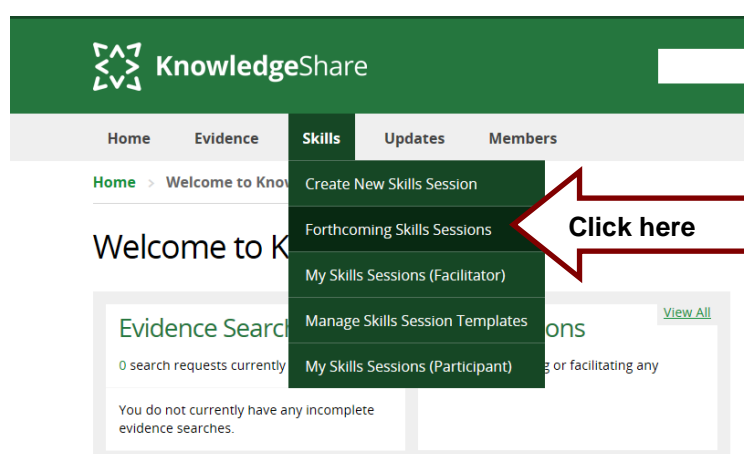 KnowledgeShare
Home Evidence Skills Updates Members
Home > Welcome to Know
Create New Skills Session
Forthcoming Skills Sessions
Click here
Welcome to K
My Skills Sessions (Facilitator)
Manage Skills Session Templates
My Skills Sessions (Participant)
View All
Evidence Search
ons
0 search requests currently
g or facilitating any
You do not currently have any incomplete
evidence searches.